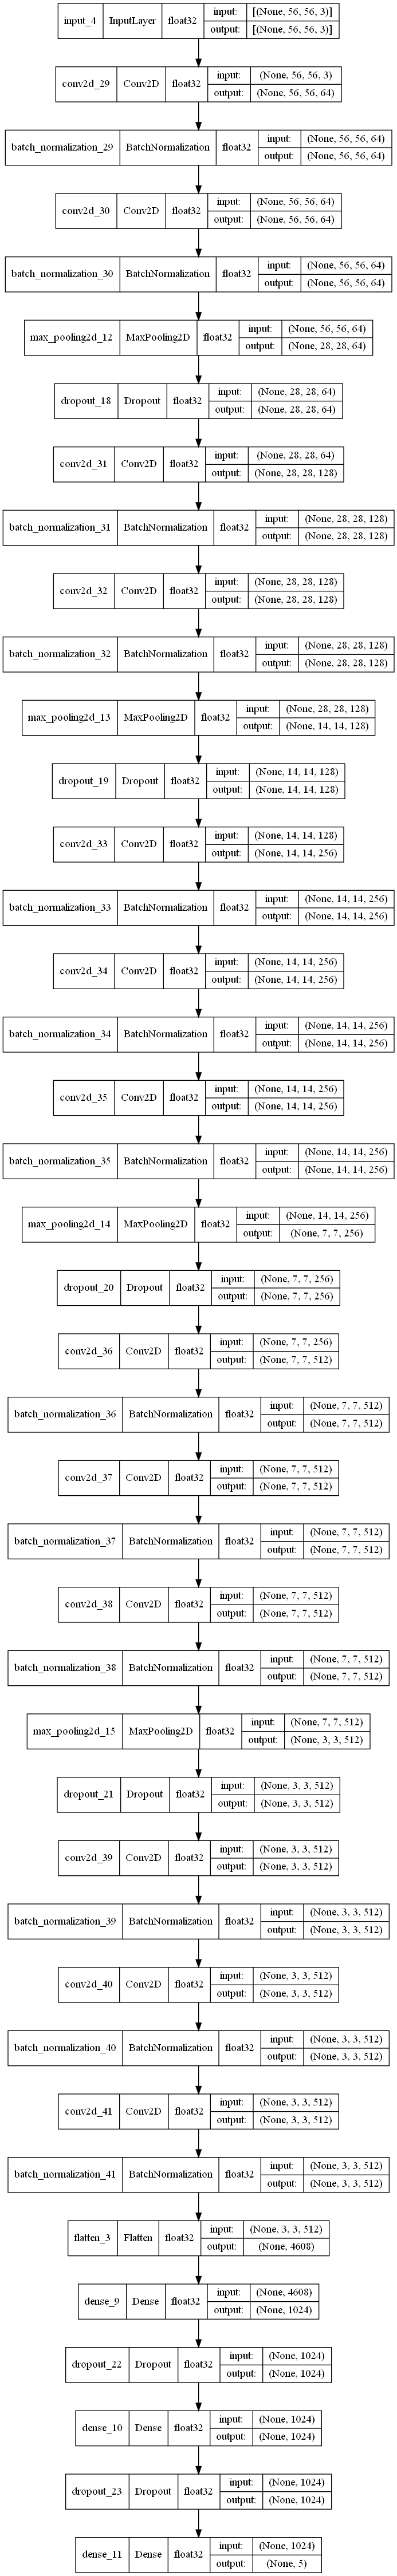 input_4 InputLayer float32 input: [(None, 56, 56, 3)]
output: [(None, 56, 56, 3)]
conv2d_29 Conv2D float32 input: (None, 56, 56, 3)
output: (None, 56, 56, 64)
batch_normalization_29 BatchNormalization float32 input: (None, 56, 56, 64)
output: (None, 56, 56, 64)
conv2d_30 Conv2D float32 input: (None, 56, 56, 64)
output: (None, 56, 56, 64)
batch_normalization_30 BatchNormalization float32 input: (None, 56, 56, 64)
output: (None, 56, 56, 64)
max_pooling2d_12 MaxPooling2D float32 input: (None, 56, 56, 64)
output: (None, 28, 28, 64)
dropout_18 Dropout float32 input: (None, 28, 28, 64)
output: (None, 28, 28, 64)
conv2d_31 Conv2D float32 input: (None, 28, 28, 64)
output: (None, 28, 28, 128)
batch_normalization_31 BatchNormalization float32 input: (None, 28, 28, 128)
output: (None, 28, 28, 128)
conv2d_32 Conv2D float32 input: (None, 28, 28, 128)
output: (None, 28, 28, 128)
batch_normalization_32 BatchNormalization float32 input: (None, 28, 28, 128)
output: (None, 28, 28, 128)
max_pooling2d_13 MaxPooling2D float32 input: (None, 28, 28, 128)
output: (None, 14, 14, 128)
dropout_19 Dropout float32 input: (None, 14, 14, 128)
output: (None, 14, 14, 128)
conv2d_33 Conv2D float32 input: (None, 14, 14, 128)
output: (None, 14, 14, 256)
batch_normalization_33 BatchNormalization float32 input: (None, 14, 14, 256)
output: (None, 14, 14, 256)
conv2d_34 Conv2D float32 input: (None, 14, 14, 256)
output: (None, 14, 14, 256)
batch_normalization_34 BatchNormalization float32 input: (None, 14, 14, 256)
output: (None, 14, 14, 256)
conv2d_35 Conv2D float32 input: (None, 14, 14, 256)
output: (None, 14, 14, 256)
batch_normalization_35 BatchNormalization float32 input: (None, 14, 14, 256)
output: (None, 14, 14, 256)
max_pooling2d_14 MaxPooling2D float32 input: (None, 14, 14, 256)
output: (None, 7, 7, 256)
dropout_20 Dropout float32 input: (None, 7, 7, 256)
output: (None, 7, 7, 256)
conv2d_36 Conv2D float32 input: (None, 7, 7, 256)
output: (None, 7, 7, 512)
batch_normalization_36 BatchNormalization float32 input: (None, 7, 7, 512)
output: (None, 7, 7, 512)
conv2d_37 Conv2D float32 input: (None, 7, 7, 512)
output: (None, 7, 7, 512)
batch_normalization_37 BatchNormalization float32 input: (None, 7, 7, 512)
output: (None, 7, 7, 512)
conv2d_38 Conv2D float32 input: (None, 7, 7, 512)
output: (None, 7, 7, 512)
batch_normalization_38 BatchNormalization float32 input: (None, 7, 7, 512)
output: (None, 7, 7, 512)
max_pooling2d_15 MaxPooling2D float32 input: (None, 7, 7, 512)
output: (None, 3, 3, 512)
dropout_21 Dropout float32 input: (None, 3, 3, 512)
output: (None, 3, 3, 512)
conv2d_39 Conv2D float32 input: (None, 3, 3, 512)
output: (None, 3, 3, 512)
batch_normalization_39 BatchNormalization float32 input: (None, 3, 3, 512)
output: (None, 3, 3, 512)
conv2d_40 Conv2D float32 input: (None, 3, 3, 512)
output: (None, 3, 3, 512)
batch_normalization_40 BatchNormalization float32 input: (None, 3, 3, 512)
output: (None, 3, 3, 512)
conv2d_41 Conv2D float32 input: (None, 3, 3, 512)
output: (None, 3, 3, 512)
batch_normalization_41 BatchNormalization float32 input: (None, 3, 3, 512)
output: (None, 3, 3, 512)
flatten_3 Flatten float32 input: (None, 3, 3, 512)
output: (None, 4608)
dense_9 Dense float32 input: (None, 4608)
output: (None, 1024)
dropout_22 Dropout float32 input: (None, 1024)
output: (None, 1024)
dense_10 Dense float32 input: (None, 1024)
output: (None, 1024)
dropout_23 Dropout float32 input: (None, 1024)
output: (None, 1024)
dense_11 Dense float32 input: (None, 1024)
output: (None, 5)